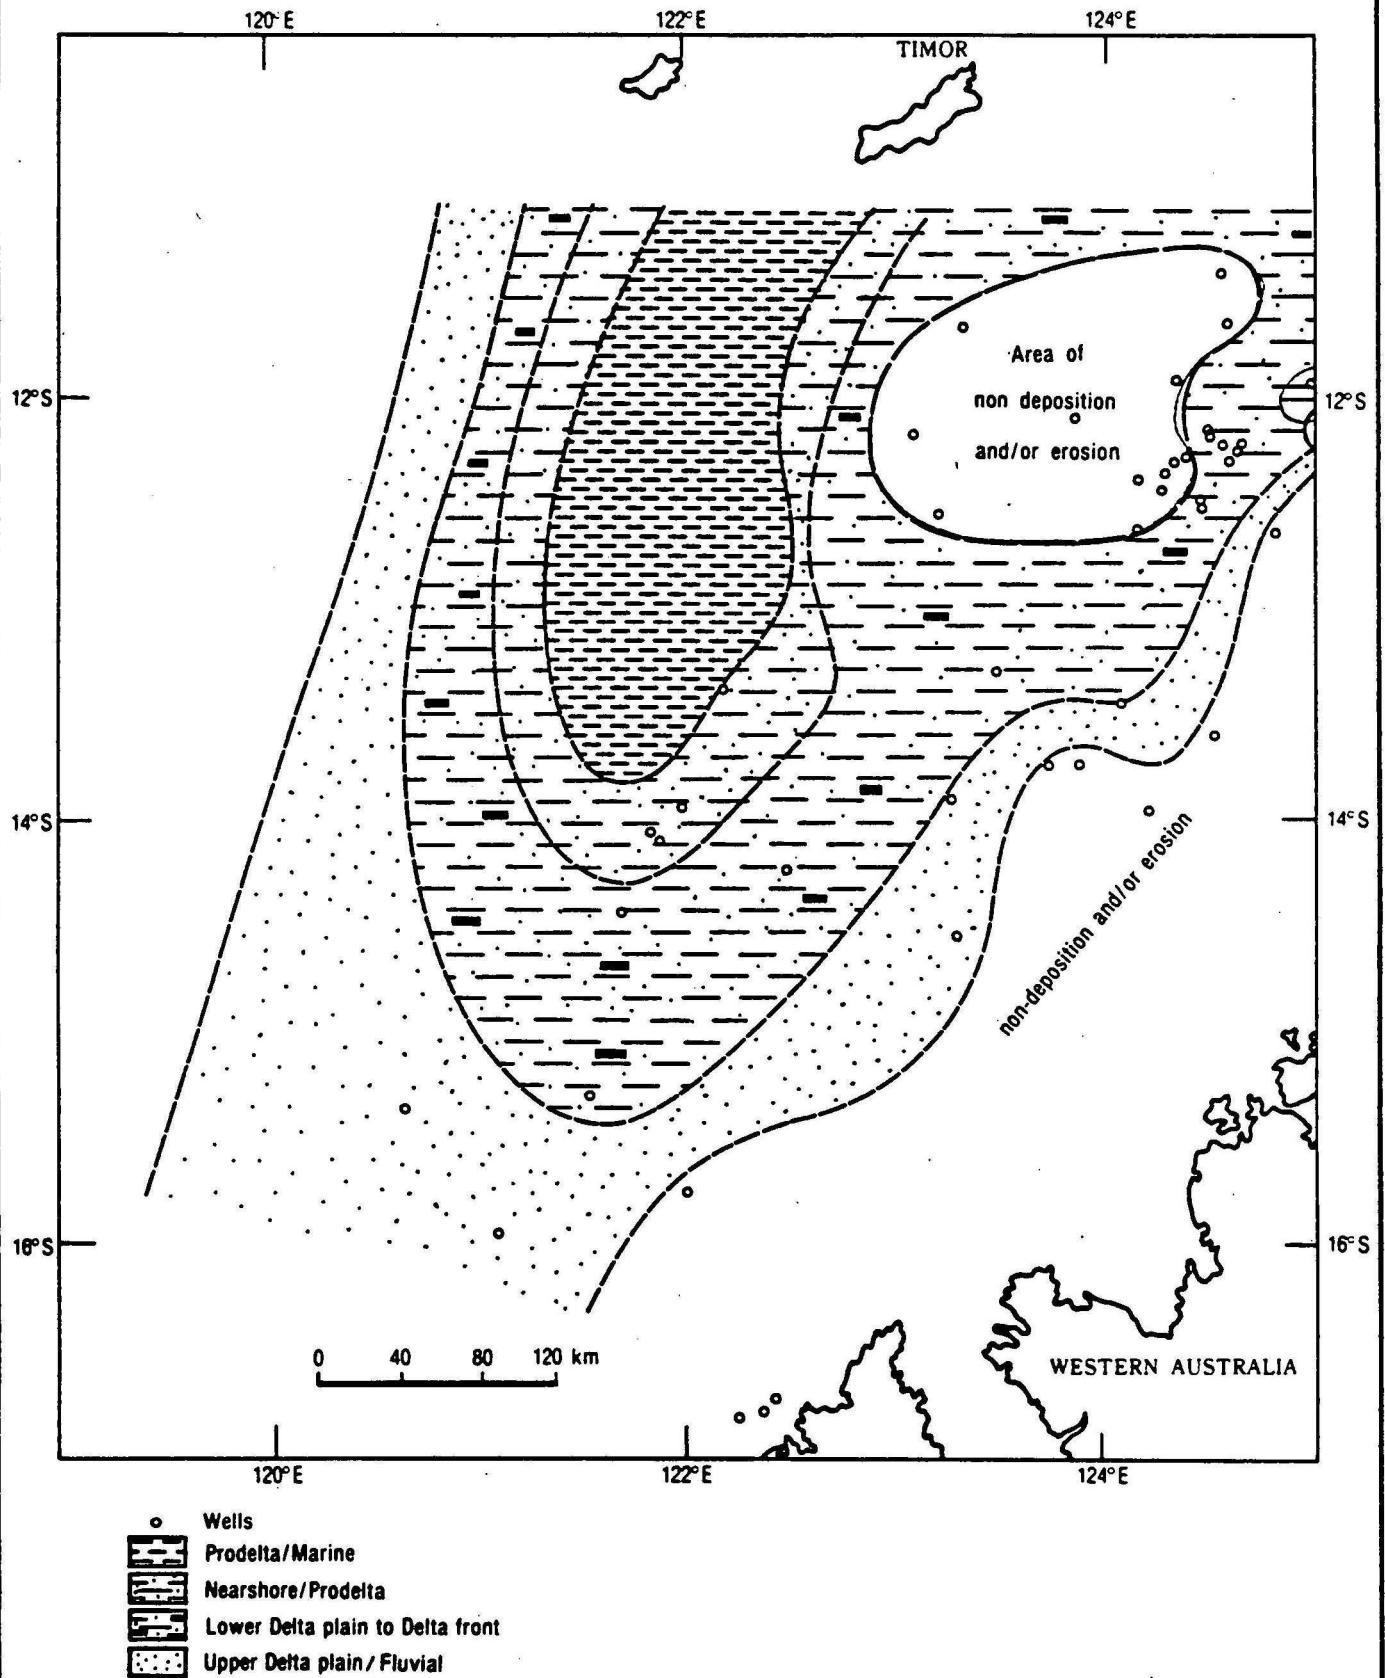 120°E 122°E 124°E
TIMOR
Area of
12°S non deposition 12°S
and/or erosion
14°S 14°S
non-deposition and/or erosion
16°S 16°S
0 40 80 120 km
WESTERN AUSTRALIA
120°E 122°E 124°E
Wells
Prodelta/Marine
Nearshore/Prodelta
Lower Delta plain to Delta front
Upper Delta plain/Fluvial